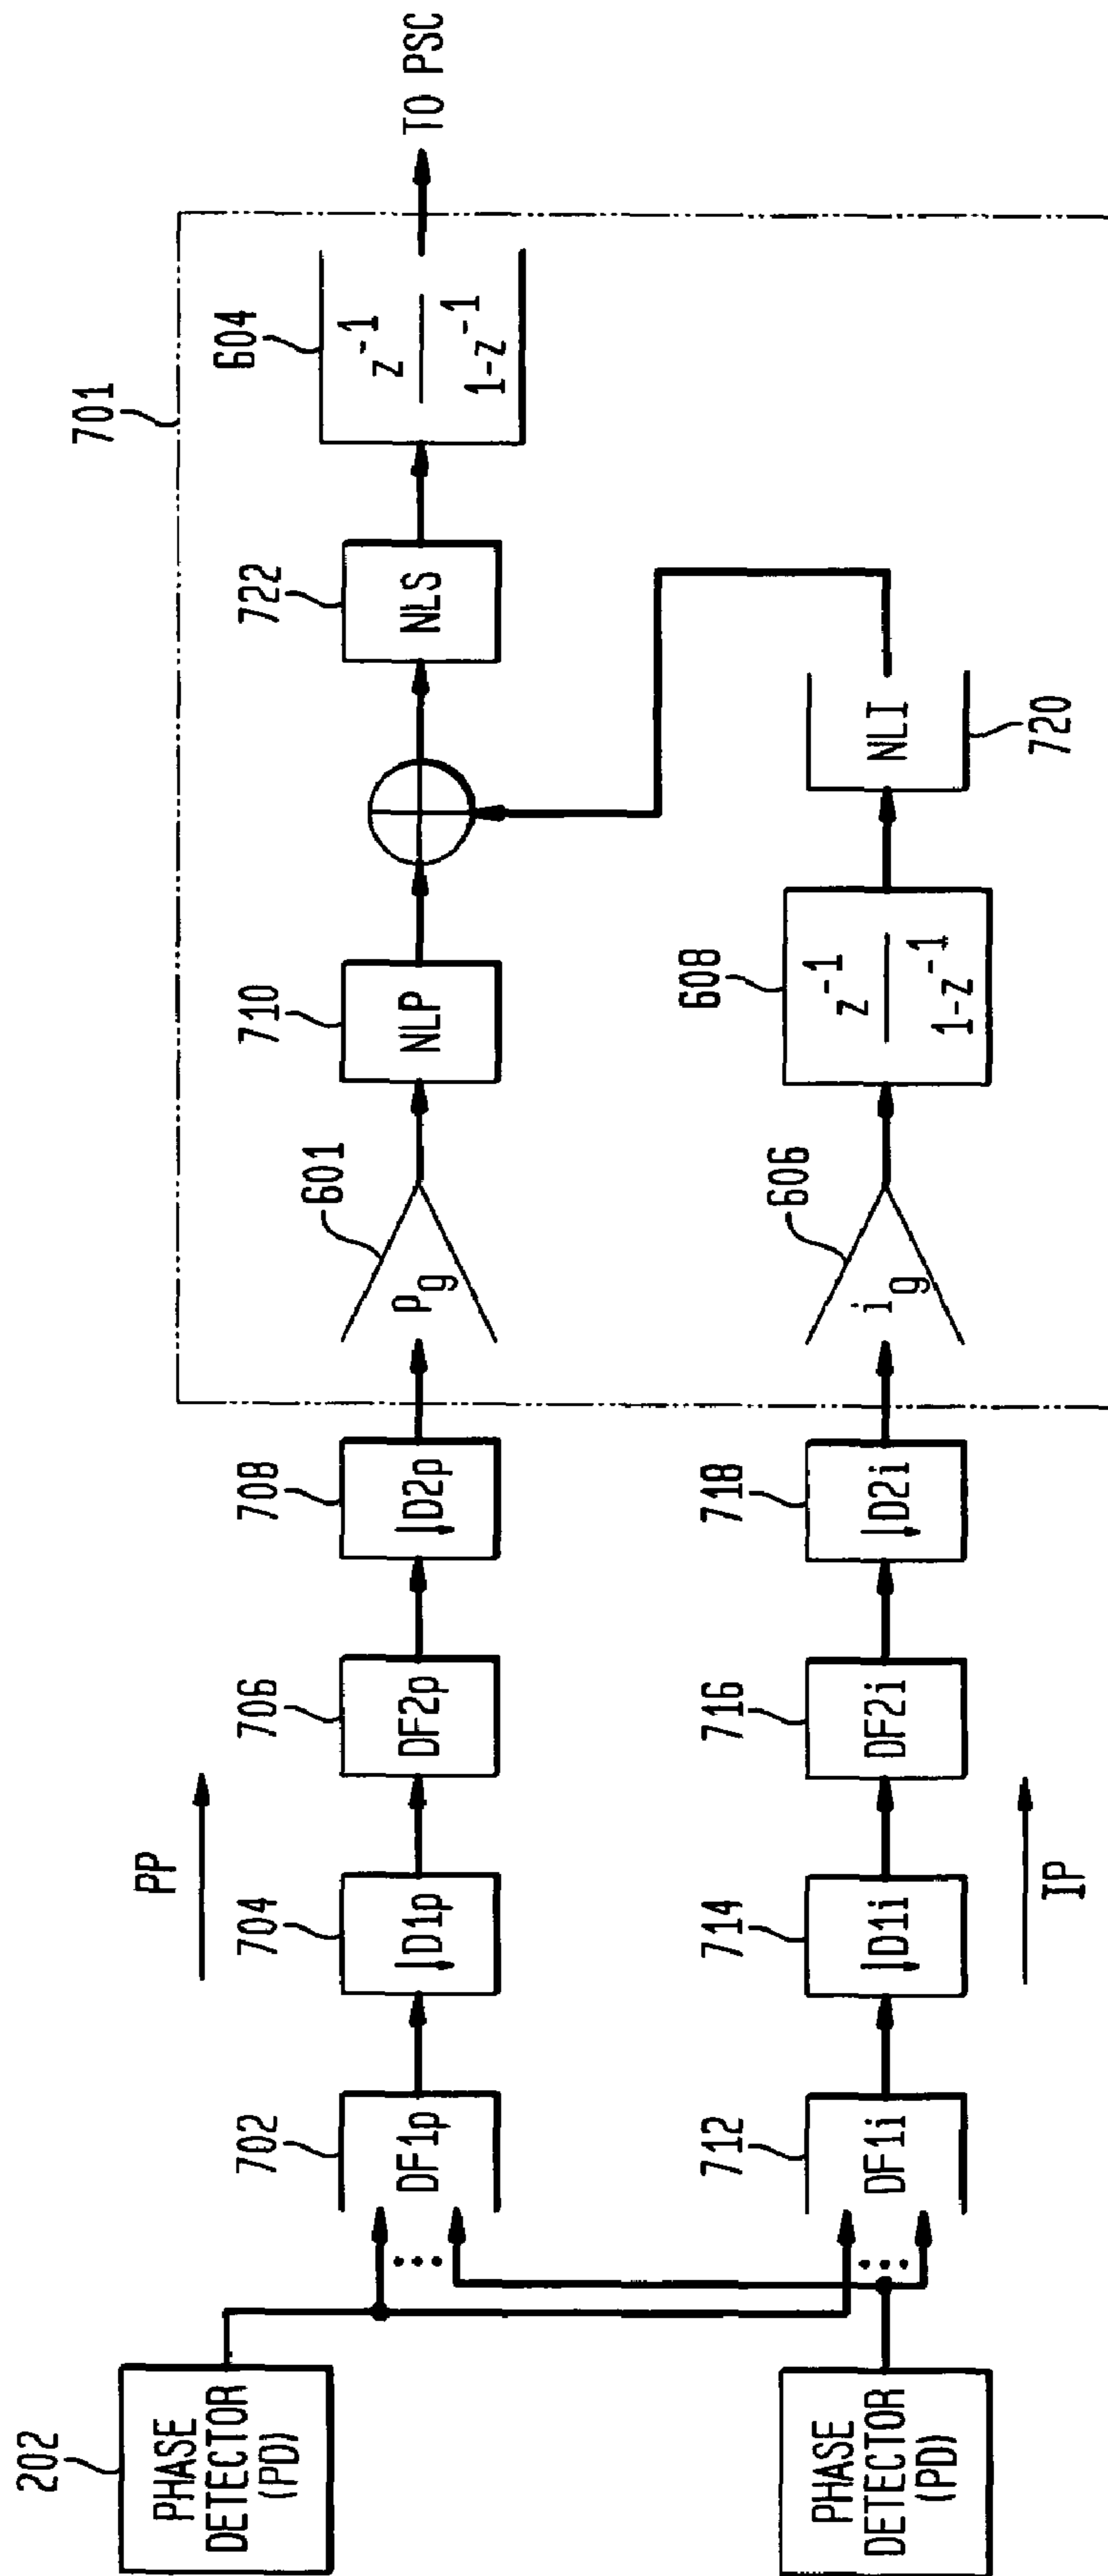 202
PHASE
DETECTOR
(PD)
PHASE
DETECTOR
(PD)
702
DF1p
704
↓D1p
PP
706
DF2p
708
↓D2p
601
Pg
710
NLP
722
NLS
604
z⁻¹
1-z⁻¹
TO PSC
701
712
DF1i
714
↓D1i
IP
716
DF2i
718
↓D2i
606
ig
608
z⁻¹
1-z⁻¹
NLI
720